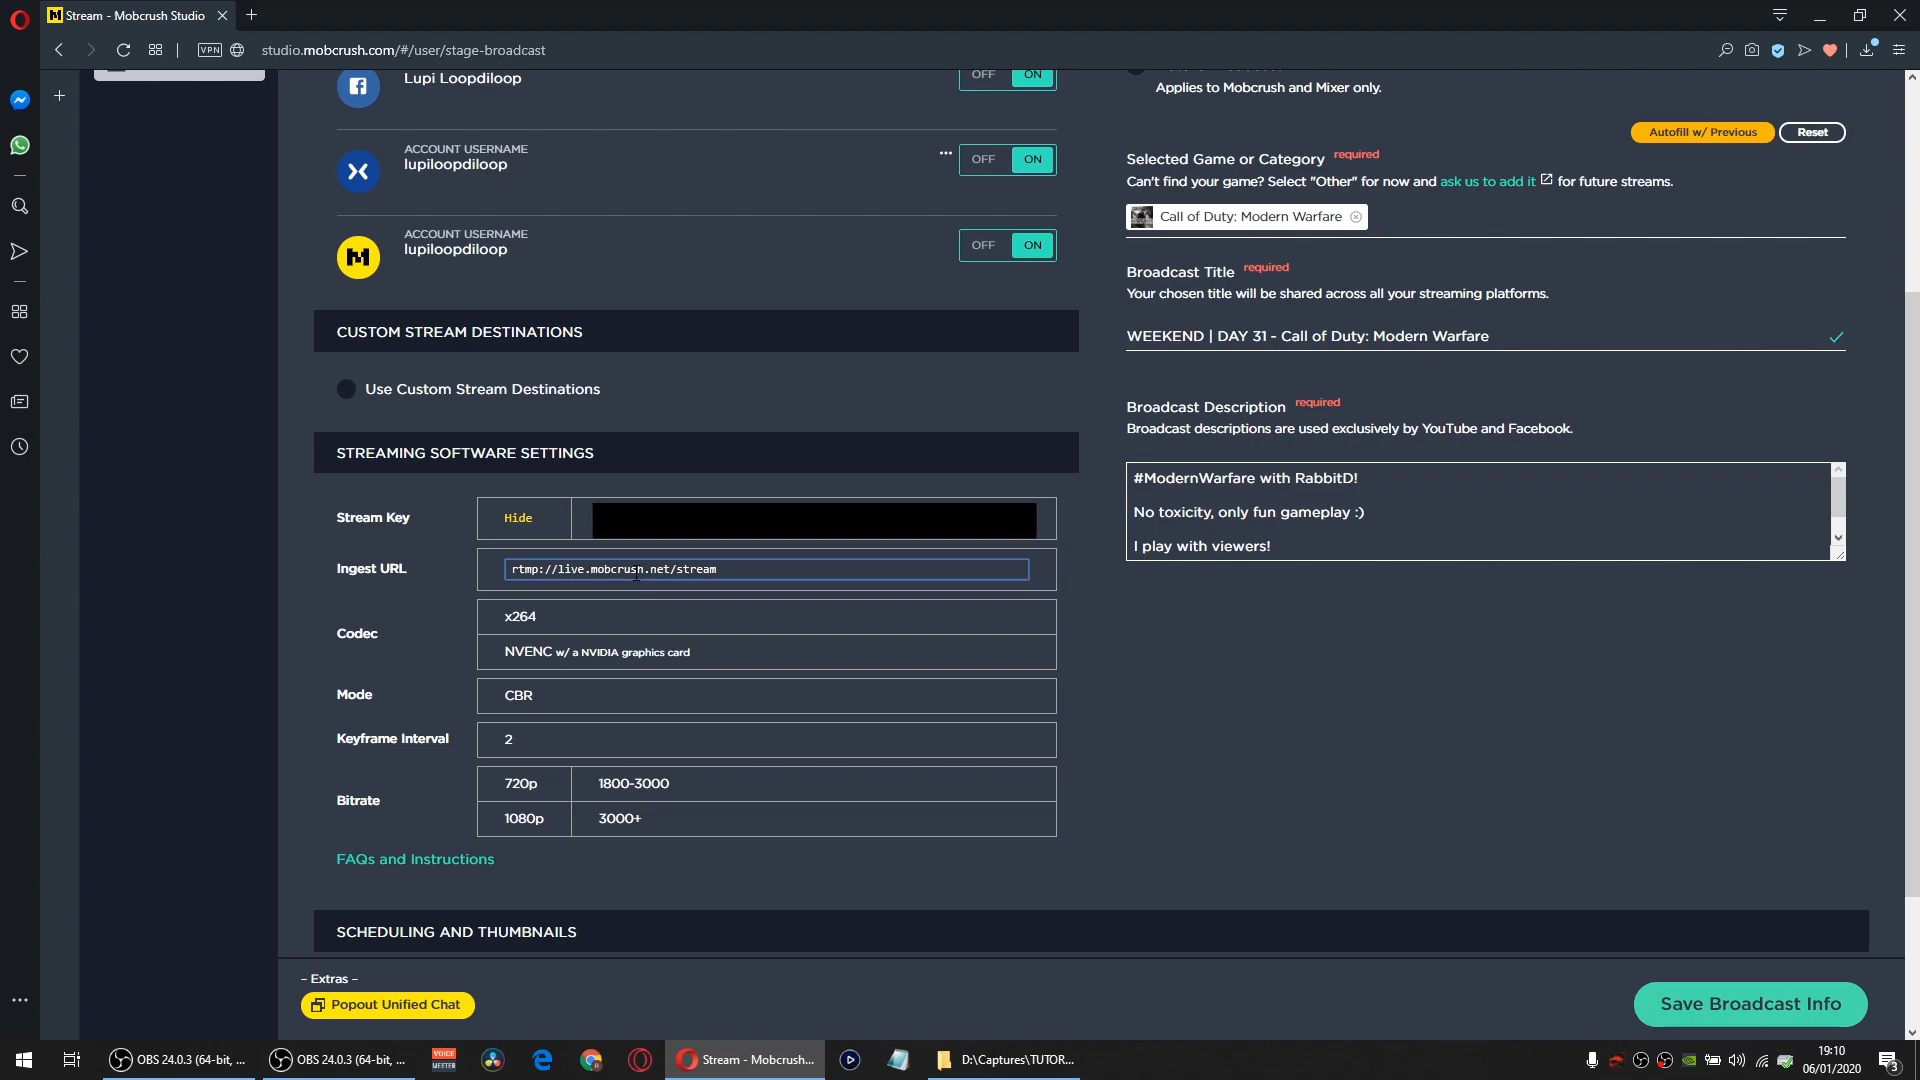 Stream - Mobcrush Studio
VPN
studio.mobcrush.com/#/user/stage-broadcast
Lupi Loopdiloop
OFF ON
ACCOUNT USERNAME
lupiloopdiloop
OFF ON
ACCOUNT USERNAME
lupiloopdiloop
OFF ON
CUSTOM STREAM DESTINATIONS
Use Custom Stream Destinations
STREAMING SOFTWARE SETTINGS
Stream Key
Hide
Ingest URL
rtmp://live.mobcrush.net/stream
Codec
x264
NVENC w/ a NVIDIA graphics card
Mode
CBR
Keyframe Interval
2
Bitrate
720p 1800-3000
1080p 3000+
FAQs and Instructions
Applies to Mobcrush and Mixer only.
Autofill w/ Previous
Reset
Selected Game or Category required
Can't find your game? Select "Other" for now and ask us to add it for future streams.
Call of Duty: Modern Warfare
Broadcast Title required
Your chosen title will be shared across all your streaming platforms.
WEEKEND | DAY 31 - Call of Duty: Modern Warfare
Broadcast Description required
Broadcast descriptions are used exclusively by YouTube and Facebook.
#ModernWarfare with RabbitD!
No toxicity, only fun gameplay :)
I play with viewers!
SCHEDULING AND THUMBNAILS
– Extras –
Popout Unified Chat
Save Broadcast Info
OBS 24.0.3 (64-bit, ...
OBS 24.0.3 (64-bit, ...
VOICE
MEETER
Stream - Mobcrush...
D:\Captures\TUTOR...
19:10
06/01/2020
3